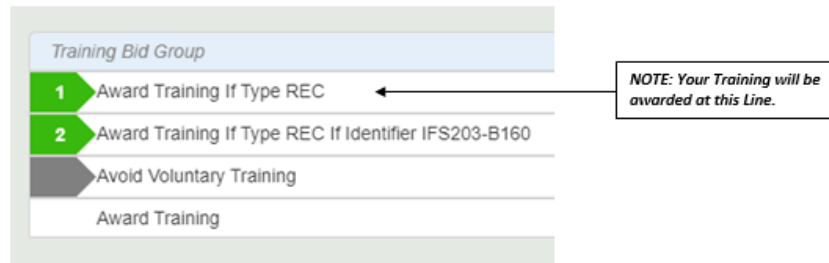 Training Bid Group
1 Award Training If Type REC
NOTE: Your Training will be
awarded at this Line.
2 Award Training If Type REC If Identifier IFS203-B160
Avoid Voluntary Training
Award Training